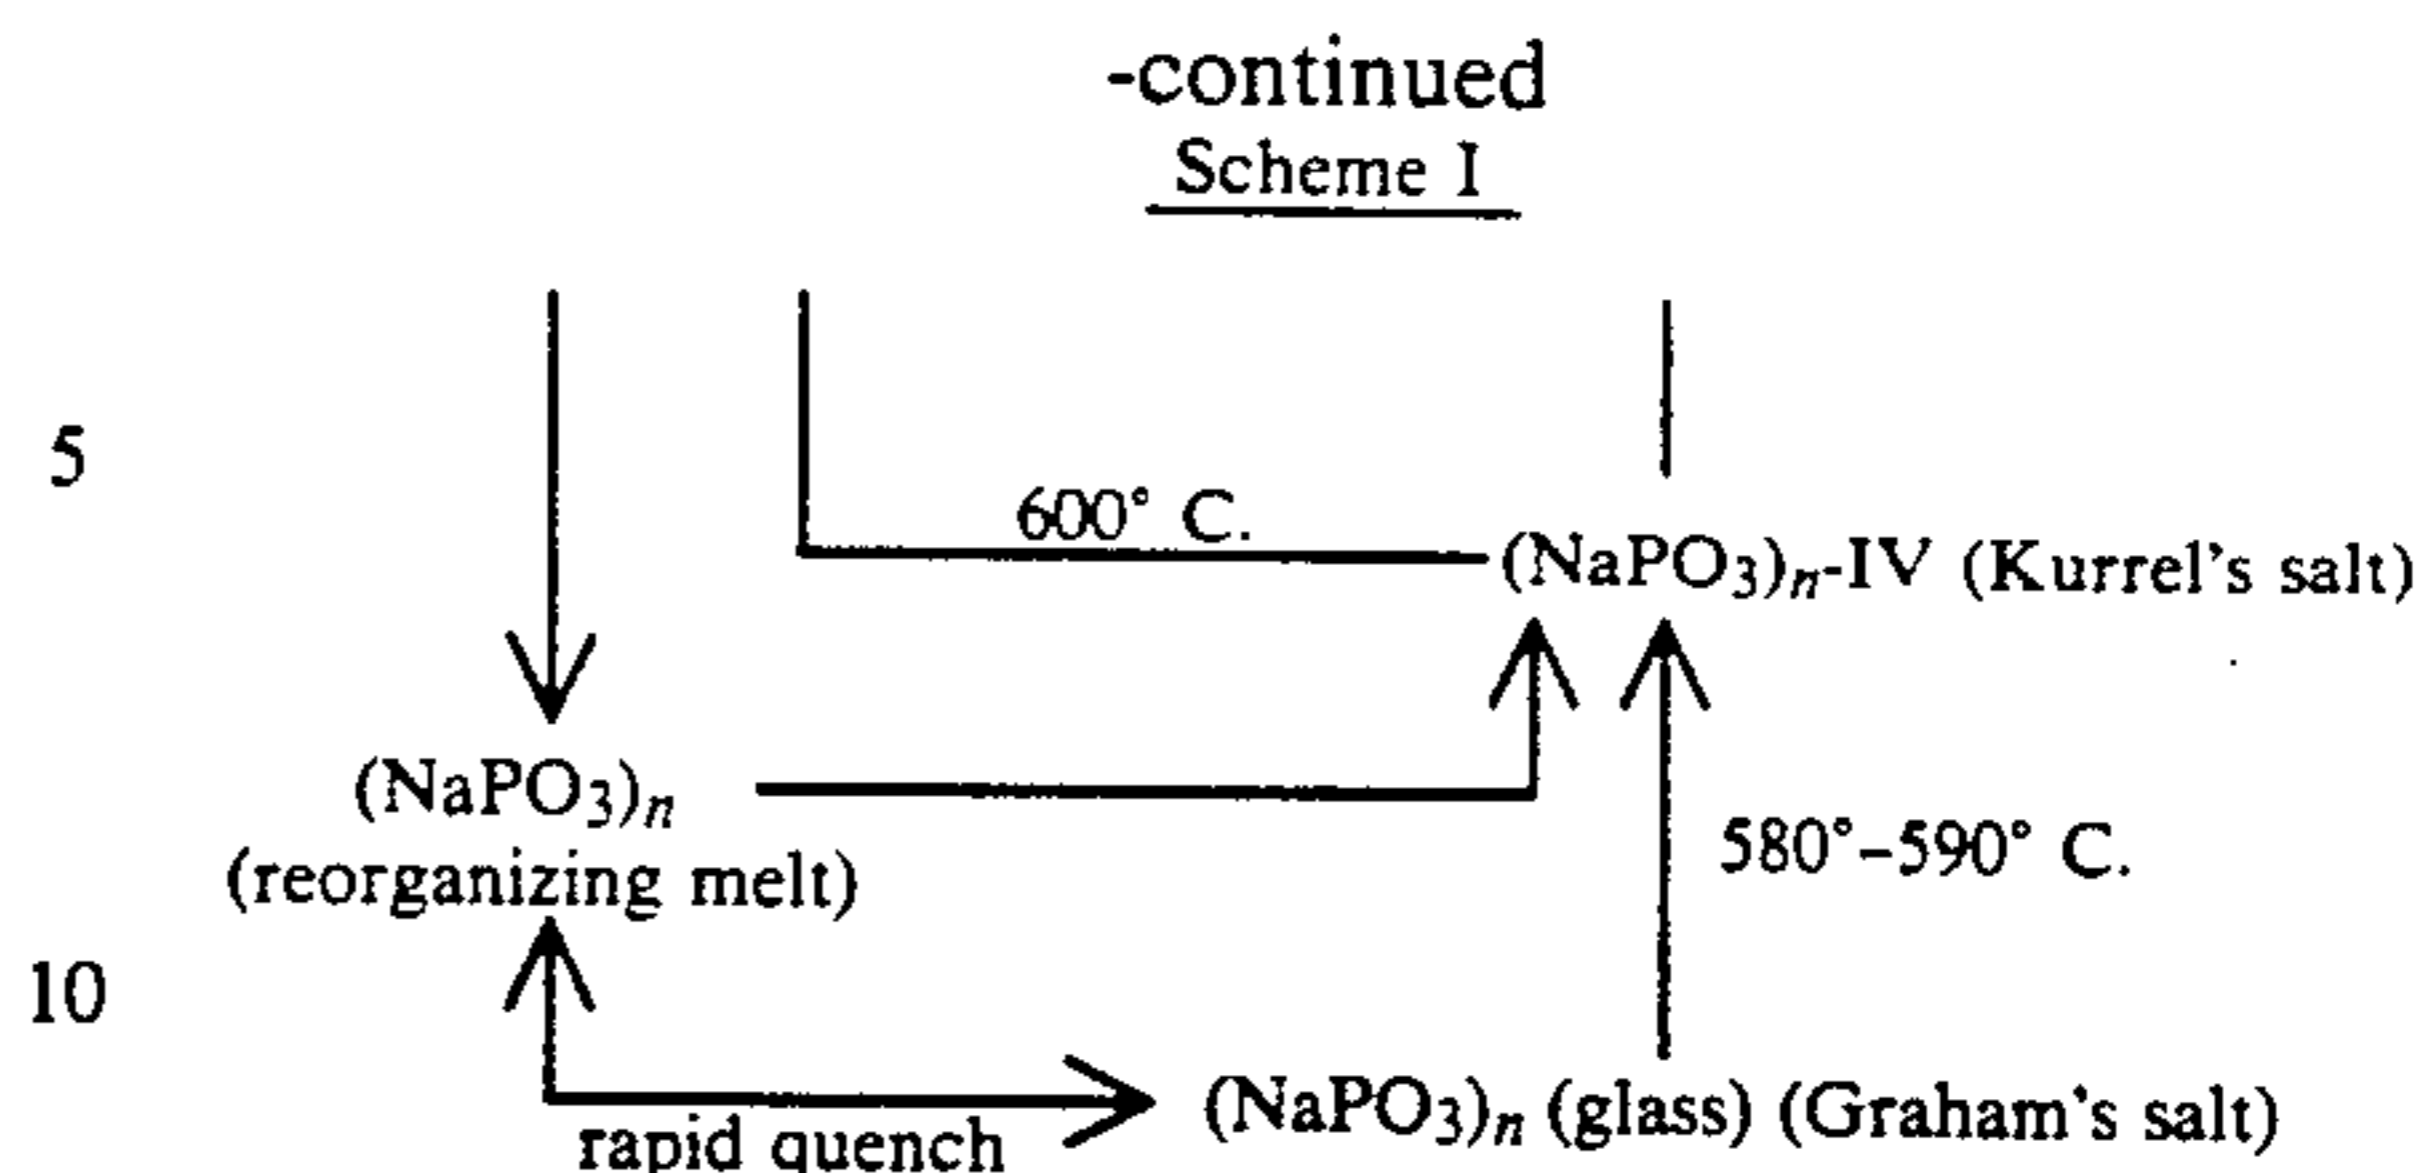 -continued
Scheme I
5
600° C.
(NaPO3)n-IV (Kurrel's salt)
(NaPO3)n
(reorganizing melt)
580°–590° C.
10
(NaPO3)n (glass) (Graham's salt)
rapid quench